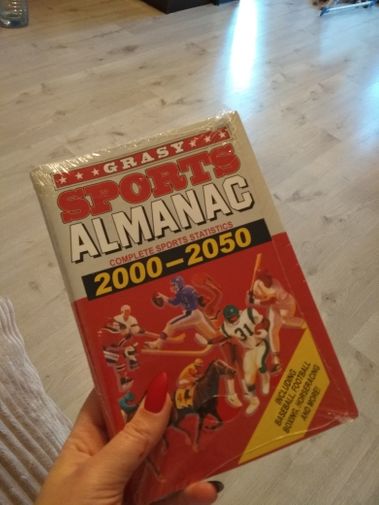 GRASY
SPORTS
ALMANAC
COMPLETE SPORTS STATISTICS
2000-2050
31
INCLUDING
BASEBALL, FOOTBALL
BOXING, HORSERACING
AND MORE!